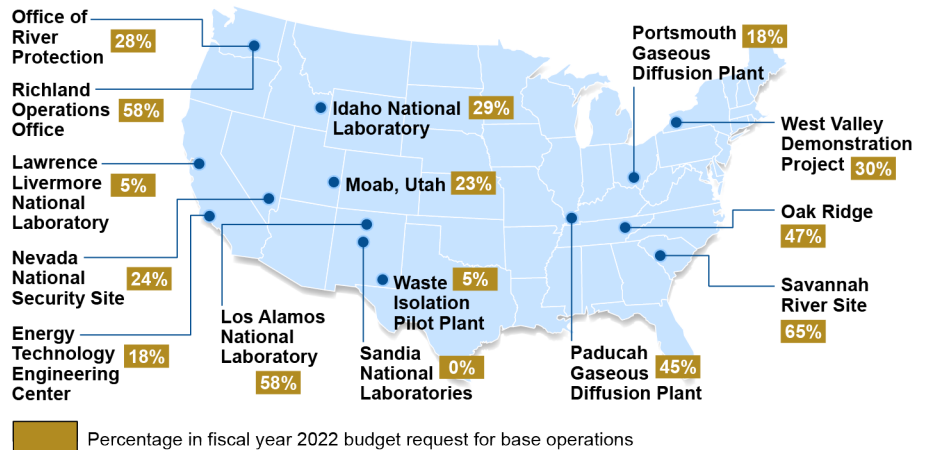 Office of
River
Protection
28%
Richland
Operations
Office
58%
Lawrence
Livermore
National
Laboratory
5%
Nevada
National
Security Site
24%
Energy
Technology
Engineering
Center
18%
Idaho National
Laboratory
29%
Moab, Utah
23%
Los Alamos
National
Laboratory
58%
Waste
Isolation
Pilot Plant
5%
Sandia
National
Laboratories
0%
Portsmouth
Gaseous
Diffusion Plant
18%
West Valley
Demonstration
Project
30%
Oak Ridge
47%
Savannah
River Site
65%
Paducah
Gaseous
Diffusion Plant
45%
Percentage in fiscal year 2022 budget request for base operations